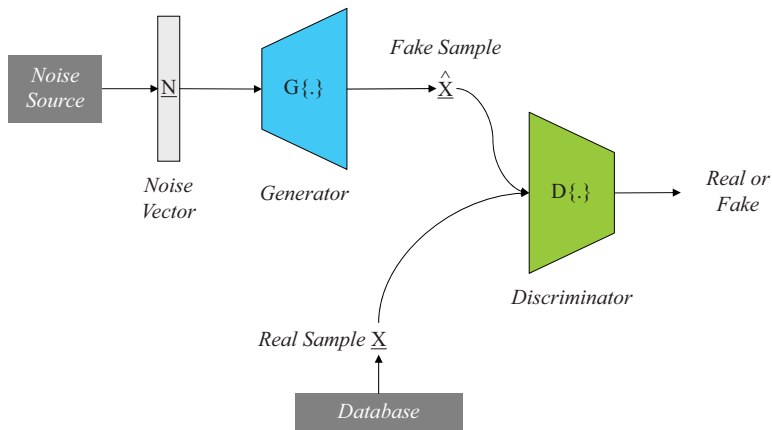 Noise
Source
N
Noise
Vector
G{.}
Generator
Fake Sample
X̂
D{.}
Discriminator
Real or
Fake
Real Sample X
Database